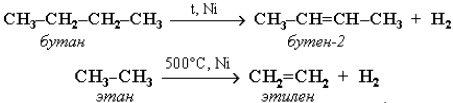 t, Ni
CH₃–CH₂–CH₂–CH₃ → CH₃–CH=CH–CH₃ + H₂
бутан бутен-2
500°C, Ni
CH₃–CH₃ → CH₂=CH₂ + H₂
этан этилен .